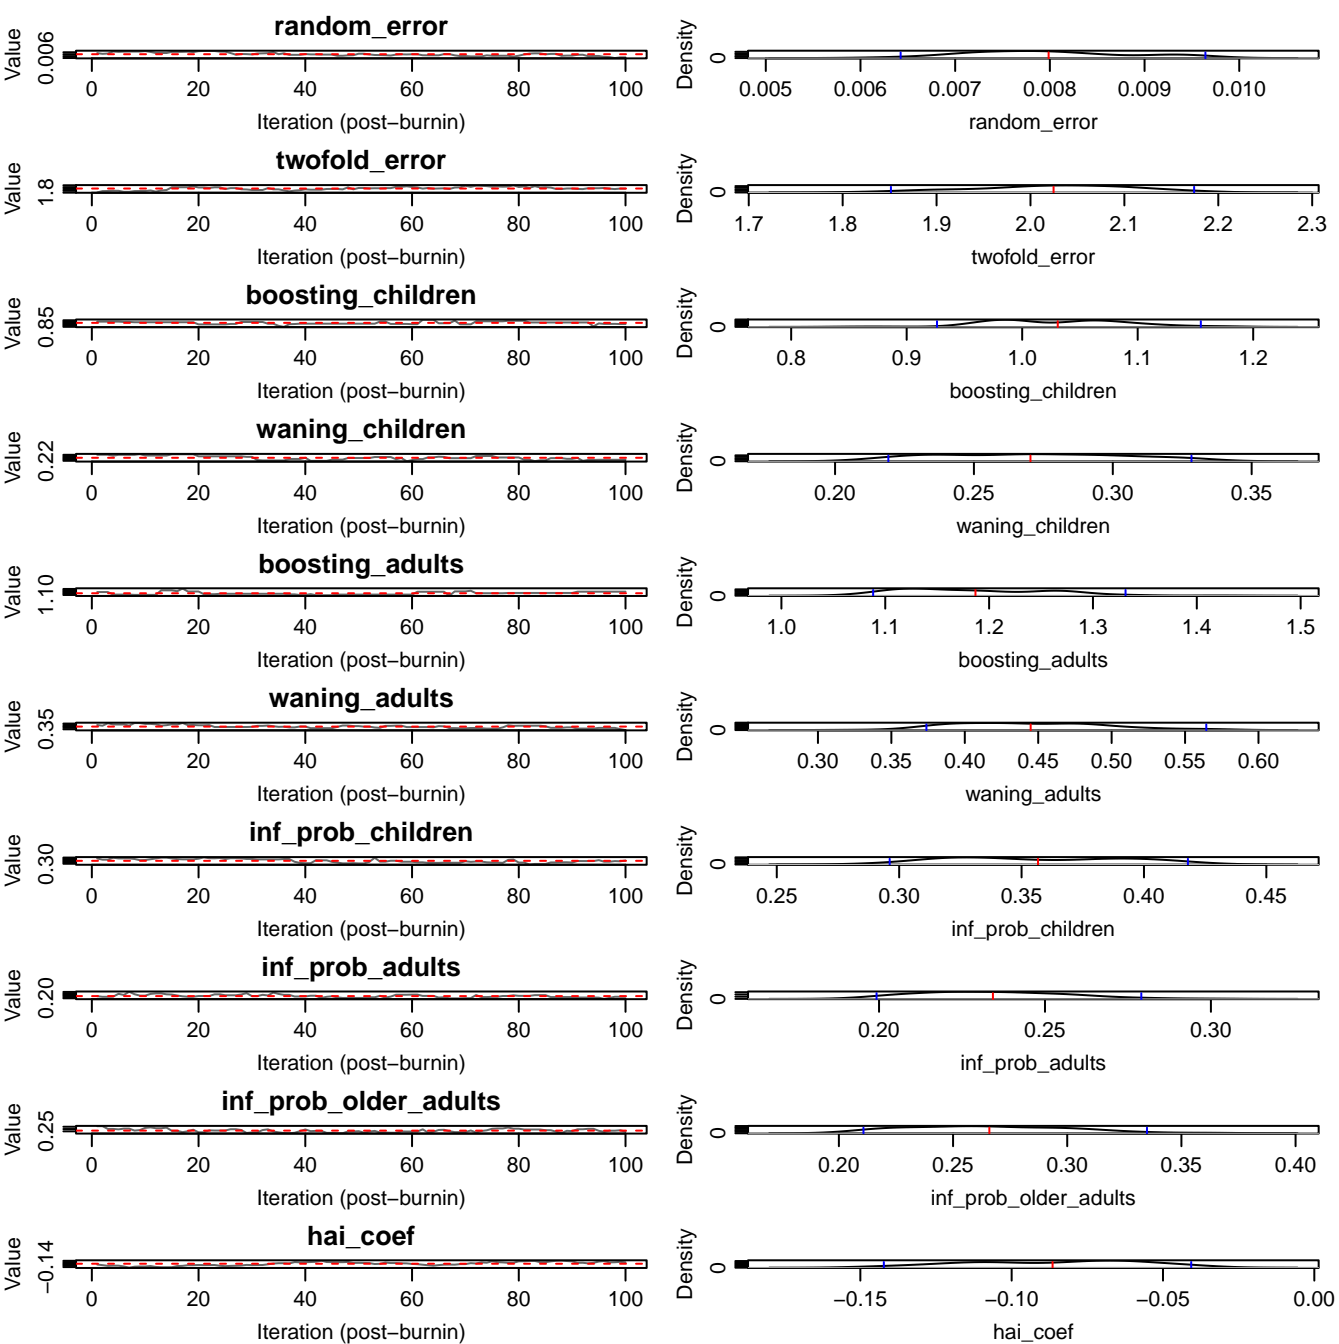 random_error
Value
0.006
0 20 40 60 80 100
Iteration (post−burnin)
Density
0
0.005 0.006 0.007 0.008 0.009 0.010
random_error
twofold_error
Value
1.8
0 20 40 60 80 100
Iteration (post−burnin)
Density
0
1.7 1.8 1.9 2.0 2.1 2.2 2.3
twofold_error
boosting_children
Value
0.85
0 20 40 60 80 100
Iteration (post−burnin)
Density
0
0.8 0.9 1.0 1.1 1.2
boosting_children
waning_children
Value
0.22
0 20 40 60 80 100
Iteration (post−burnin)
Density
0
0.20 0.25 0.30 0.35
waning_children
boosting_adults
Value
1.10
0 20 40 60 80 100
Iteration (post−burnin)
Density
0
1.0 1.1 1.2 1.3 1.4 1.5
boosting_adults
waning_adults
Value
0.35
0 20 40 60 80 100
Iteration (post−burnin)
Density
0
0.30 0.35 0.40 0.45 0.50 0.55 0.60
waning_adults
inf_prob_children
Value
0.30
0 20 40 60 80 100
Iteration (post−burnin)
Density
0
0.25 0.30 0.35 0.40 0.45
inf_prob_children
inf_prob_adults
Value
0.20
0 20 40 60 80 100
Iteration (post−burnin)
Density
0
0.20 0.25 0.30
inf_prob_adults
inf_prob_older_adults
Value
0.25
0 20 40 60 80 100
Iteration (post−burnin)
Density
0
0.20 0.25 0.30 0.35 0.40
inf_prob_older_adults
hai_coef
Value
−0.14
0 20 40 60 80 100
Iteration (post−burnin)
Density
0
−0.15 −0.10 −0.05 0.00
hai_coef